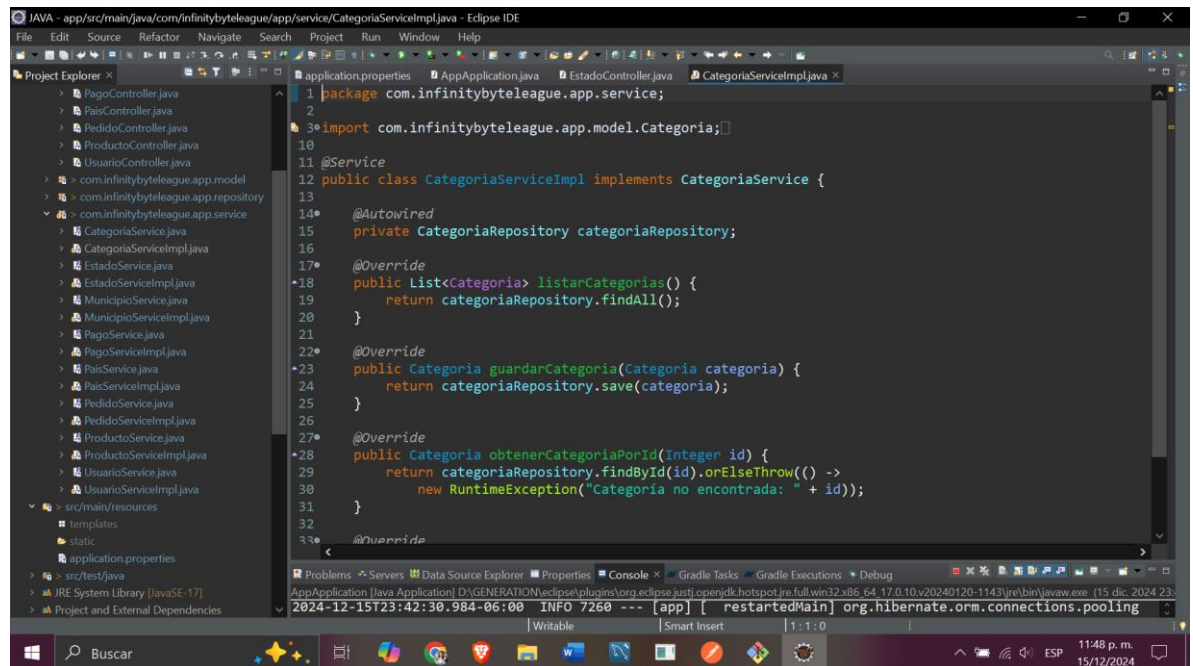 JAVA - app/src/main/java/com/infinitybyteleague/app/service/CategoriaServiceImpl.java - Eclipse IDE
File Edit Source Refactor Navigate Search Project Run Window Help
Project Explorer
application.properties AppApplication.java EstadoController.java CategoriaServiceImpl.java
PagoController.java
PaisController.java
PedidoController.java
ProductoController.java
UsuarioController.java
> com.infinitybyteleague.app.model
> com.infinitybyteleague.app.repository
> com.infinitybyteleague.app.service
CategoriaService.java
CategoriaServiceImpl.java
EstadoService.java
EstadoServiceImpl.java
MunicipioService.java
MunicipioServiceImpl.java
PagoService.java
PagoServiceImpl.java
PaisService.java
PaisServiceImpl.java
PedidoService.java
PedidoServiceImpl.java
ProductoService.java
ProductoServiceImpl.java
UsuarioService.java
UsuarioServiceImpl.java
> src/main/resources
templates
static
application.properties
> src/test/java
JRE System Library [JavaSE-17]
Project and External Dependencies
1 package com.infinitybyteleague.app.service;
2
3 import com.infinitybyteleague.app.model.Categoria;
10
11 @Service
12 public class CategoriaServiceImpl implements CategoriaService {
13
14 @Autowired
15 private CategoriaRepository categoriaRepository;
16
17 @Override
18 public List<Categoria> listarCategorias() {
19 return categoriaRepository.findAll();
20 }
21
22 @Override
23 public Categoria guardarCategoria(Categoria categoria) {
24 return categoriaRepository.save(categoria);
25 }
26
27 @Override
28 public Categoria obtenerCategoriaPorId(Integer id) {
29 return categoriaRepository.findById(id).orElseThrow(() ->
30 new RuntimeException("Categoría no encontrada: " + id));
31 }
32
33 @Override
Problems Servers Data Source Explorer Properties Console Gradle Tasks Gradle Executions Debug
AppApplication [Java Application] D:\GENERATION\eclipse\plugins\org.eclipse.justj.openjdk.hotspot.jre.full.win32.x86_64_17.0.10.v20240120-1143\jre\bin\javaw.exe (15 dic. 2024 23:
2024-12-15T23:42:30.984-06:00 INFO 7260 --- [app] [ restartedMain] org.hibernate.orm.connections.pooling
Writable Smart Insert 1 : 1 : 0
Buscar
ESP
11:48 p. m.
15/12/2024